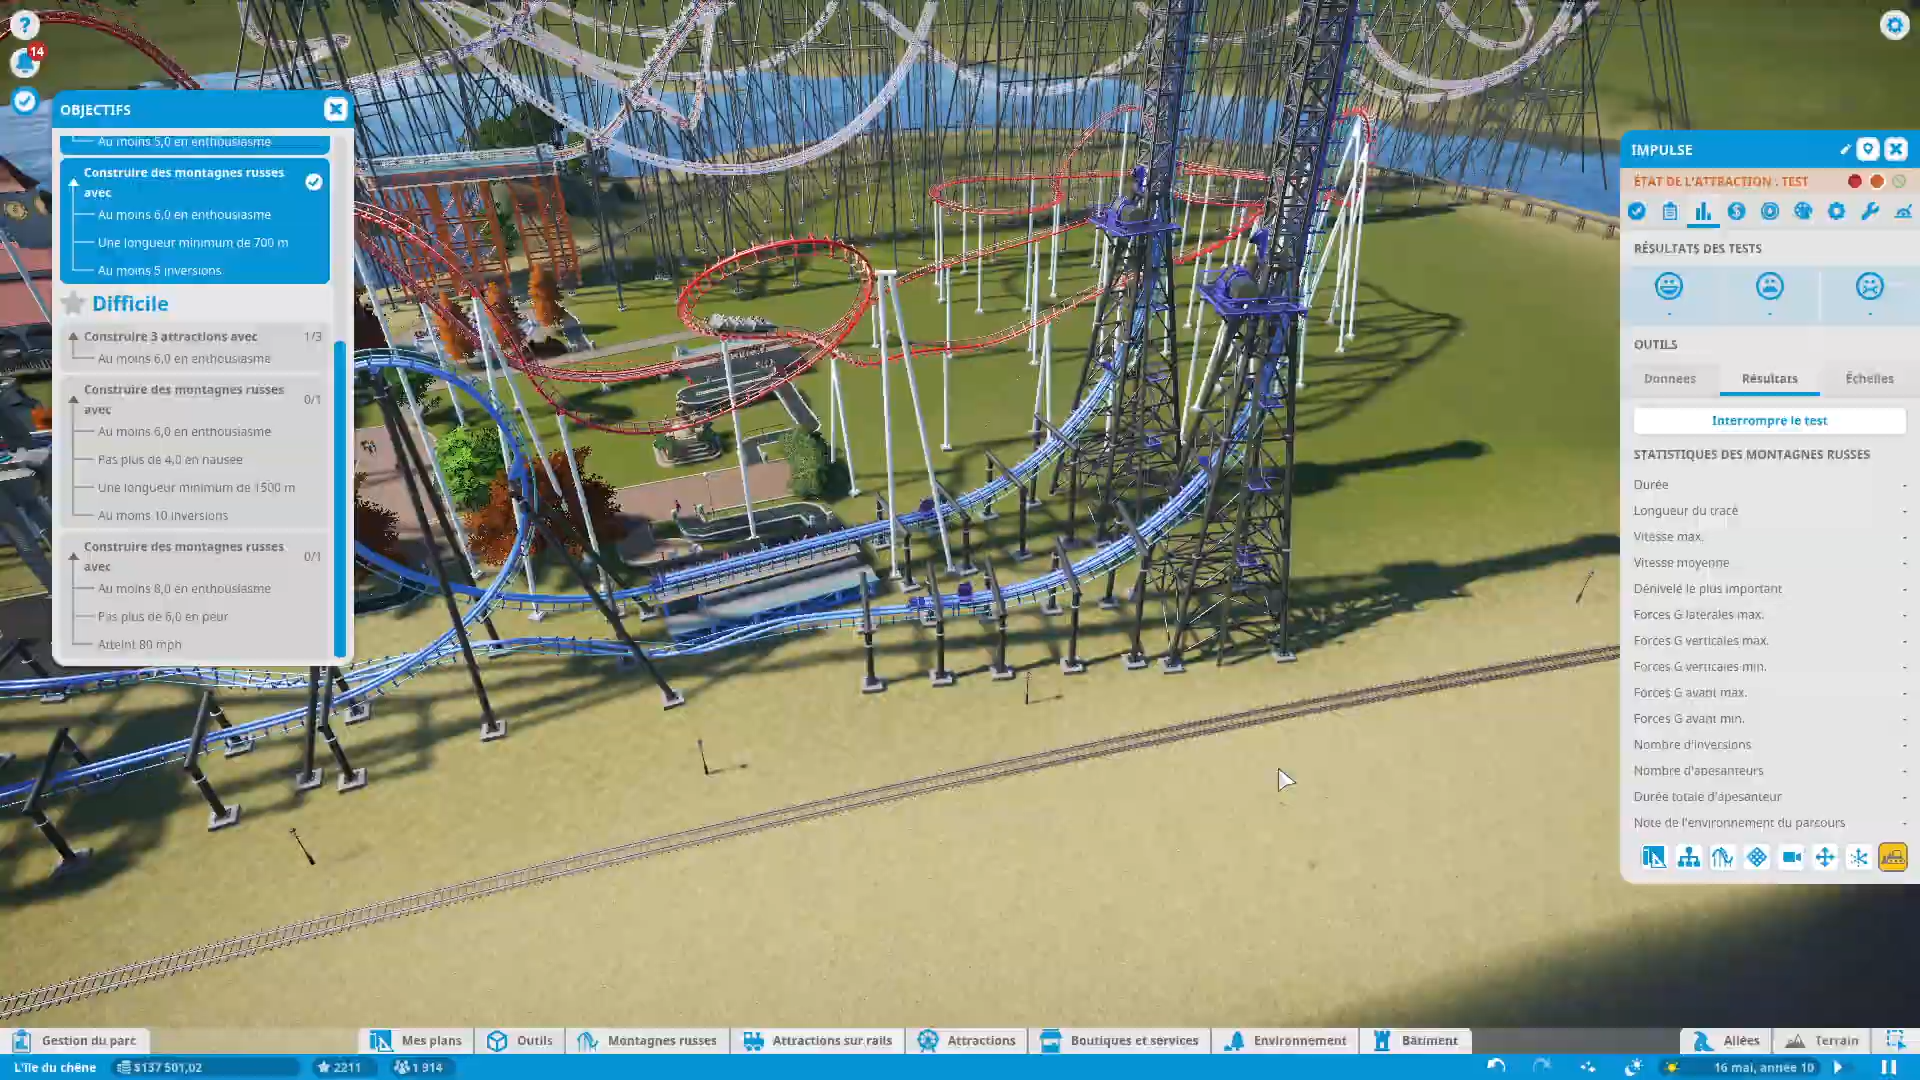 ?
14
OBJECTIFS
Au moins 5,0 en enthousiasme
Construire des montagnes russes
avec
Au moins 6,0 en enthousiasme
Une longueur minimum de 700 m
Au moins 5 inversions
Difficile
Construire 3 attractions avec 1/3
Au moins 6,0 en enthousiasme
Construire des montagnes russes
avec 0/1
Au moins 6,0 en enthousiasme
Pas plus de 4,0 en nausée
Une longueur minimum de 1500 m
Au moins 10 inversions
Construire des montagnes russes
avec 0/1
Au moins 8,0 en enthousiasme
Pas plus de 6,0 en peur
Atteint 80 mph
IMPULSE
ÉTAT DE L'ATTRACTION : TEST
RÉSULTATS DES TESTS
- - -
OUTILS
Données Résultats Échelles
Interrompre le test
STATISTIQUES DES MONTAGNES RUSSES
Durée -
Longueur du tracé -
Vitesse max. -
Vitesse moyenne -
Dénivelé le plus important -
Forces G latérales max. -
Forces G verticales max. -
Forces G verticales min. -
Forces G avant max. -
Forces G avant min. -
Nombre d'inversions -
Nombre d'apesanteurs -
Durée totale d'apesanteur -
Note de l'environnement du parcours -
Gestion du parc Mes plans Outils Montagnes russes Attractions sur rails Attractions Boutiques et services Environnement Bâtiment Allées Terrain
L'île du chêne $137 501,02 2211 1 914 16 mai, année 10